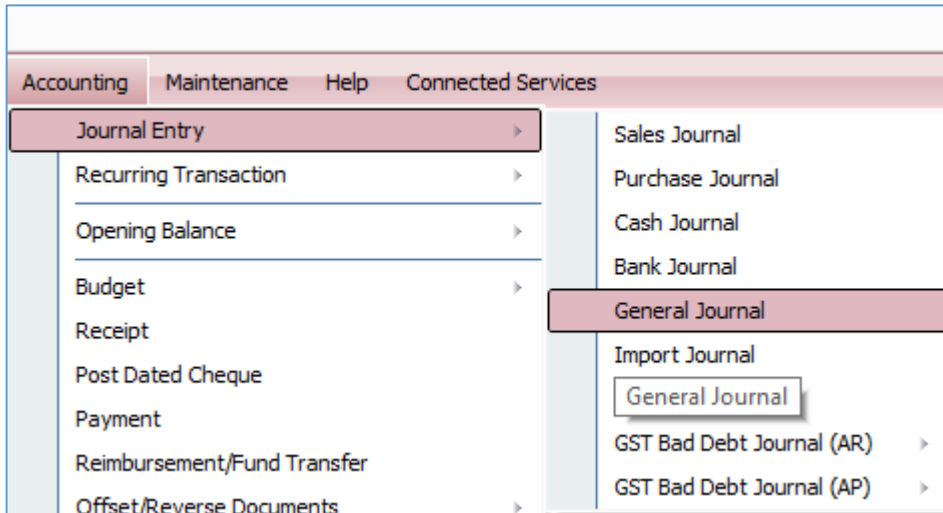 Accounting Maintenance Help Connected Services
Journal Entry
Recurring Transaction
Opening Balance
Budget
Receipt
Post Dated Cheque
Payment
Reimbursement/Fund Transfer
Offset/Reverse Documents
Sales Journal
Purchase Journal
Cash Journal
Bank Journal
General Journal
Import Journal
General Journal
GST Bad Debt Journal (AR)
GST Bad Debt Journal (AP)